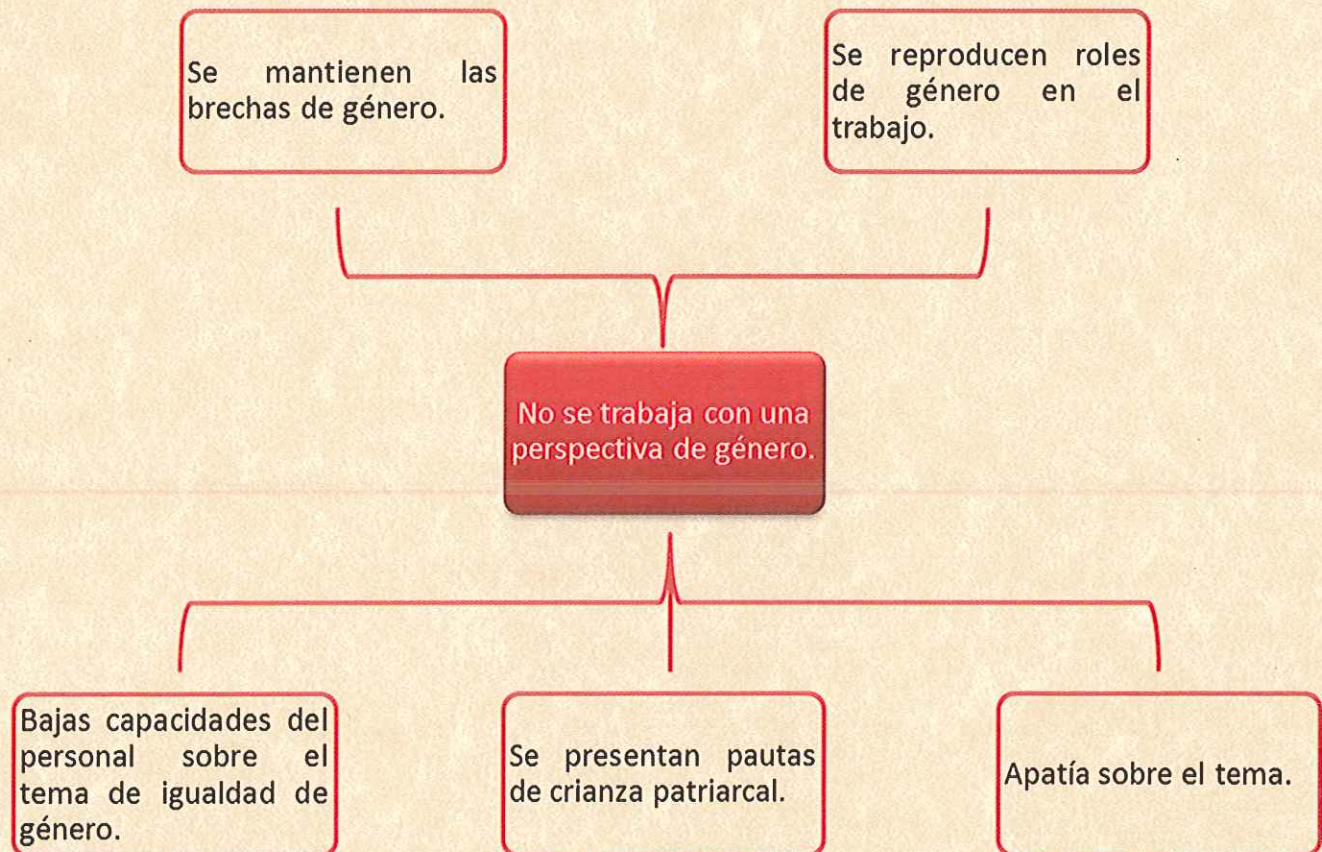 Se mantienen las
brechas de género.
Se reproducen roles
de género en el
trabajo.
No se trabaja con una
perspectiva de género.
Bajas capacidades del
personal sobre el
tema de igualdad de
género.
Se presentan pautas
de crianza patriarcal.
Apatía sobre el tema.